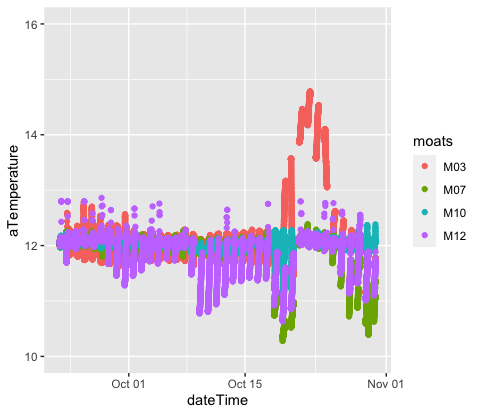 16
14
12
10
aTemperature
Oct 01
Oct 15
Nov 01
dateTime
moats
M03
M07
M10
M12